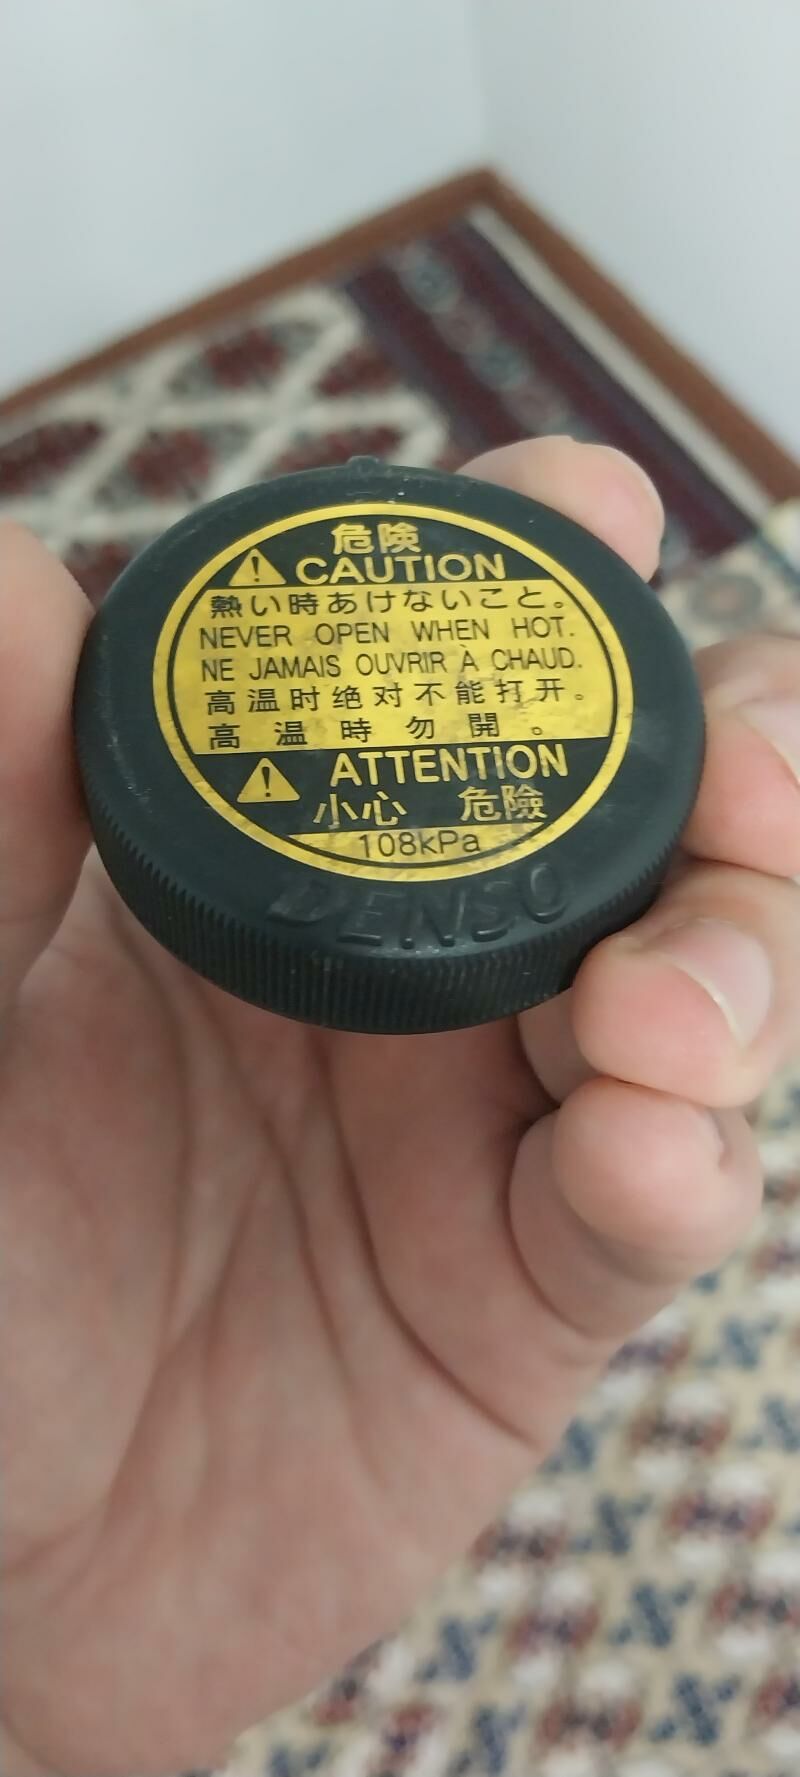 危険
⚠ CAUTION
熱い時あけないこと。
NEVER OPEN WHEN HOT.
NE JAMAIS OUVRIR À CHAUD.
高温时绝对不能打开。
高温時勿開。
⚠ ATTENTION
小心 危險
108kPa
DENSO